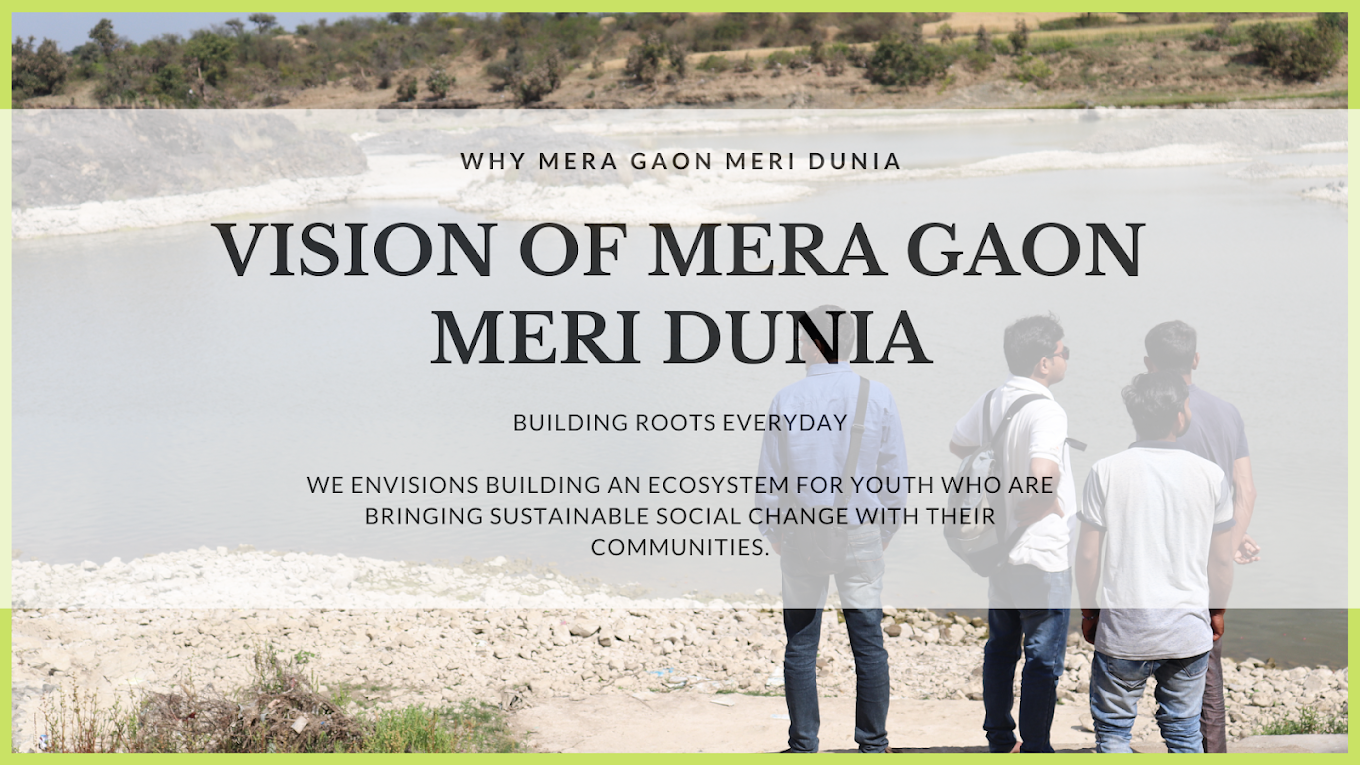 WHY MERA GAON MERI DUNIA
VISION OF MERA GAON
MERI DUNIA
BUILDING ROOTS EVERYDAY
WE ENVISIONS BUILDING AN ECOSYSTEM FOR YOUTH WHO ARE
BRINGING SUSTAINABLE SOCIAL CHANGE WITH THEIR
COMMUNITIES.